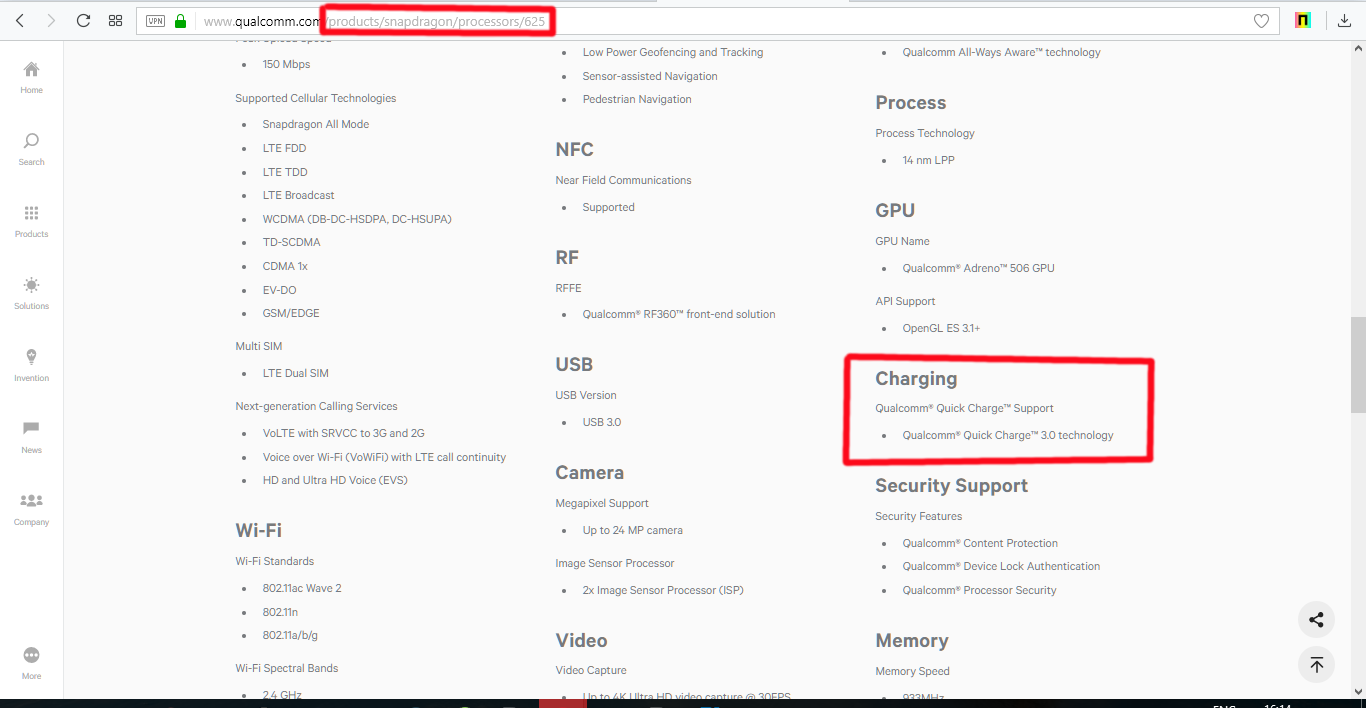 VPN
www.qualcomm.com/products/snapdragon/processors/625
Home
Search
Products
Solutions
Invention
News
Company
More
150 Mbps
Supported Cellular Technologies
Snapdragon All Mode
LTE FDD
LTE TDD
LTE Broadcast
WCDMA (DB-DC-HSDPA, DC-HSUPA)
TD-SCDMA
CDMA 1x
EV-DO
GSM/EDGE
Multi SIM
LTE Dual SIM
Next-generation Calling Services
VoLTE with SRVCC to 3G and 2G
Voice over Wi-Fi (VoWiFi) with LTE call continuity
HD and Ultra HD Voice (EVS)
Wi-Fi
Wi-Fi Standards
802.11ac Wave 2
802.11n
802.11a/b/g
Wi-Fi Spectral Bands
2.4 GHz
Low Power Geofencing and Tracking
Sensor-assisted Navigation
Pedestrian Navigation
NFC
Near Field Communications
Supported
RF
RFFE
Qualcomm® RF360™ front-end solution
USB
USB Version
USB 3.0
Camera
Megapixel Support
Up to 24 MP camera
Image Sensor Processor
2x Image Sensor Processor (ISP)
Video
Video Capture
Up to 4K Ultra HD video capture @ 30FPS
Qualcomm All-Ways Aware™ technology
Process
Process Technology
14 nm LPP
GPU
GPU Name
Qualcomm® Adreno™ 506 GPU
API Support
OpenGL ES 3.1+
Charging
Qualcomm® Quick Charge™ Support
Qualcomm® Quick Charge™ 3.0 technology
Security Support
Security Features
Qualcomm® Content Protection
Qualcomm® Device Lock Authentication
Qualcomm® Processor Security
Memory
Memory Speed
933MHz